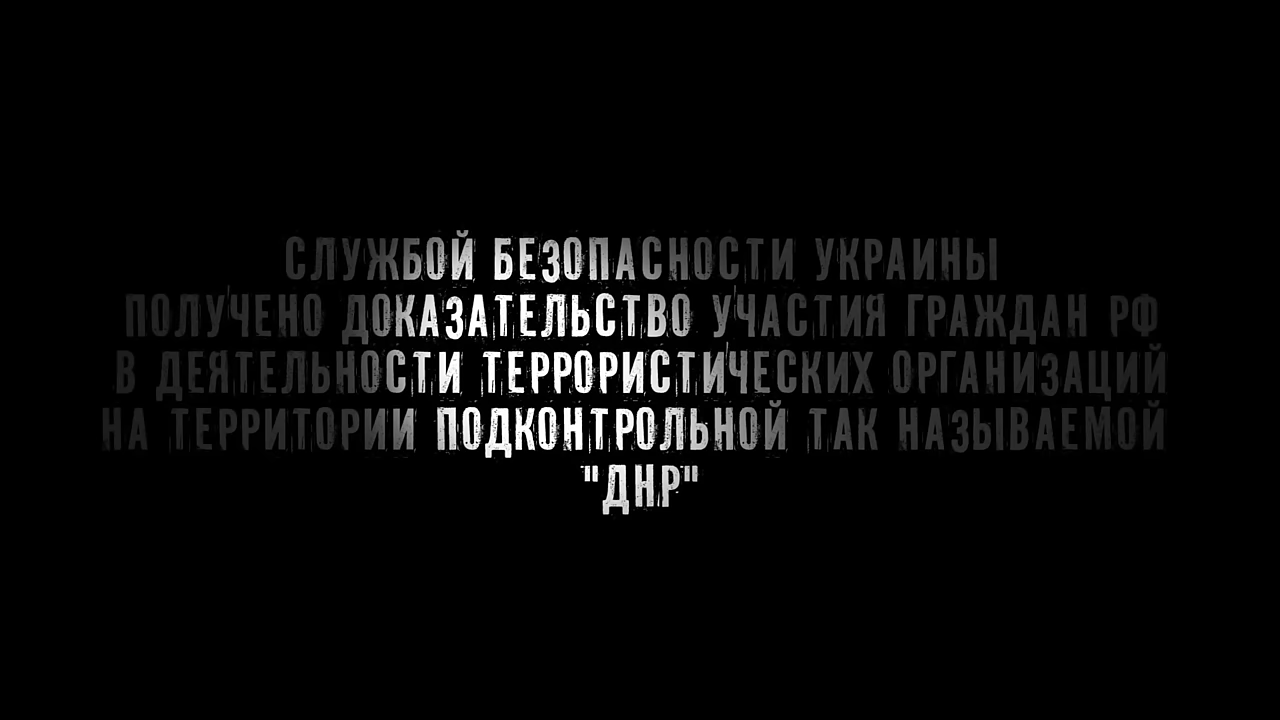 СЛУЖБОЙ БЕЗОПАСНОСТИ УКРАИНЫ
ПОЛУЧЕНО ДОКАЗАТЕЛЬСТВО УЧАСТИЯ ГРАЖДАН РФ
В ДЕЯТЕЛЬНОСТИ ТЕРРОРИСТИЧЕСКИХ ОРГАНИЗАЦИЙ
НА ТЕРРИТОРИИ ПОДКОНТРОЛЬНОЙ ТАК НАЗЫВАЕМОЙ
"ДНР"